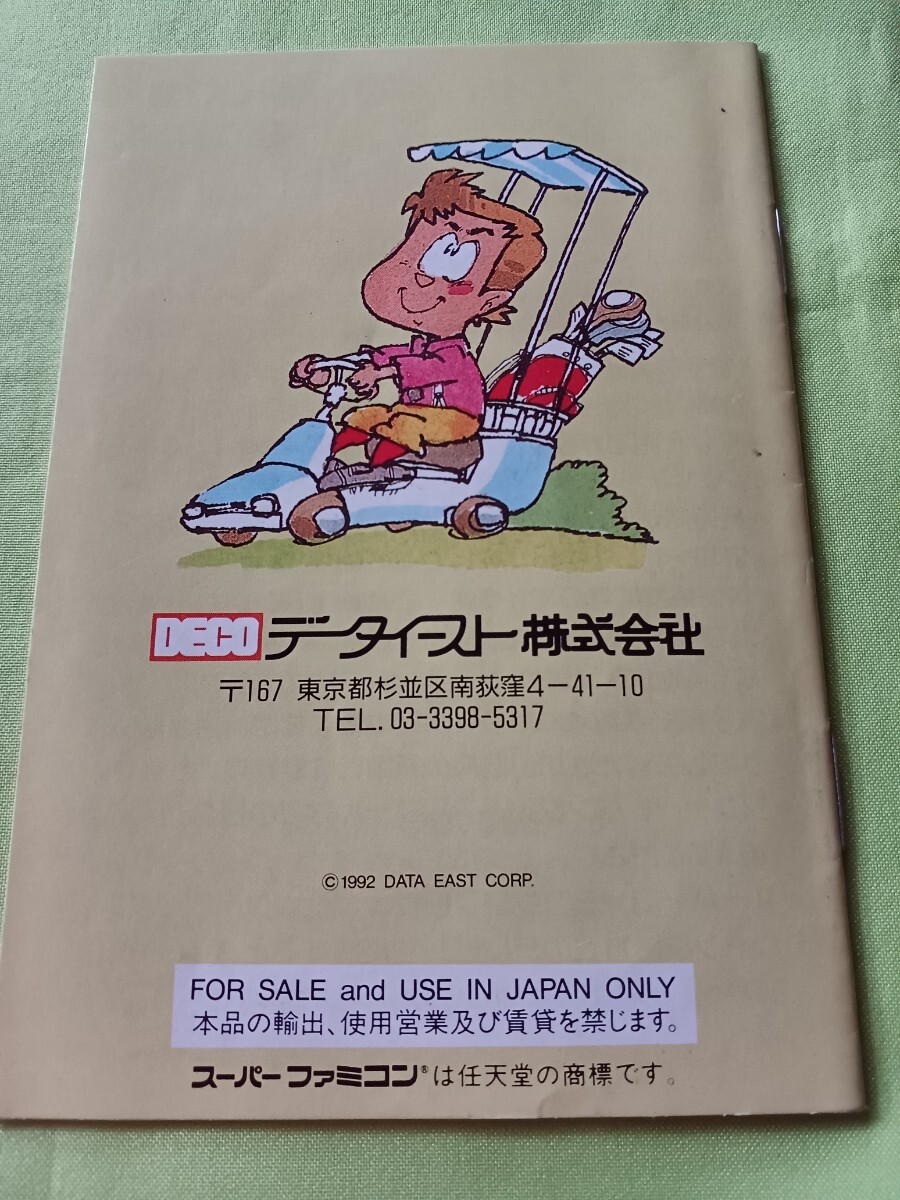 DECO データイースト株式会社
〒167 東京都杉並区南荻窪4-41-10
TEL. 03-3398-5317
©1992 DATA EAST CORP.
FOR SALE and USE IN JAPAN ONLY
本品の輸出、使用営業及び賃貸を禁じます。
スーパーファミコン®は任天堂の商標です。